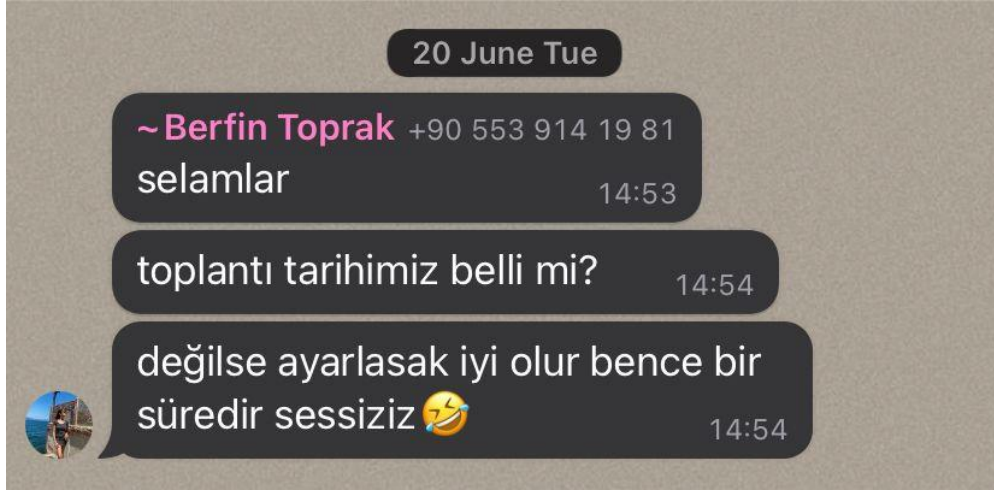 20 June Tue
~Berfin Toprak +90 553 914 19 81
selamlar
14:53
toplantı tarihimiz belli mi?
14:54
değilse ayarlasak iyi olur bence bir
süredir sessiziz🤣
14:54